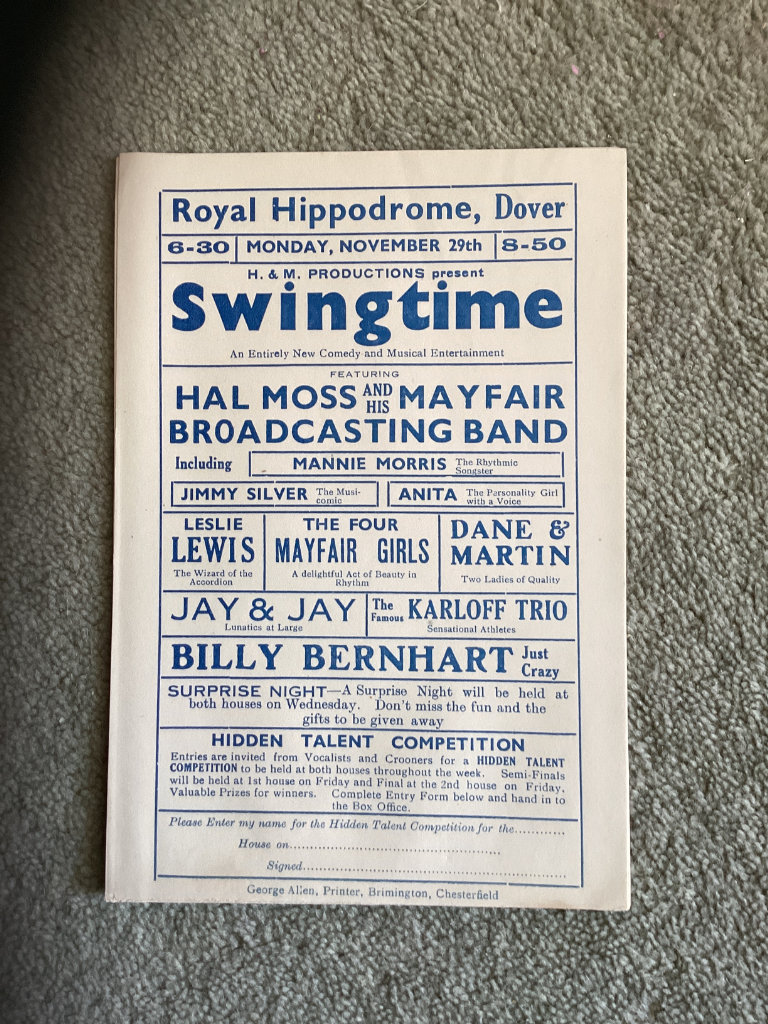 Royal Hippodrome, Dover
6-30 MONDAY, NOVEMBER 29th 8-50
H. & M. PRODUCTIONS present
Swingtime
An Entirely New Comedy and Musical Entertainment
FEATURING
HAL MOSS AND HIS MAYFAIR
BROADCASTING BAND
Including MANNIE MORRIS The Rhythmic Songster
JIMMY SILVER The Musi-comic ANITA The Personality Girl with a Voice
LESLIE
LEWIS
The Wizard of the
Accordion
THE FOUR
MAYFAIR GIRLS
A delightful Act of Beauty in
Rhythm
DANE &
MARTIN
Two Ladies of Quality
JAY & JAY
Lunatics at Large
The Famous KARLOFF TRIO
Sensational Athletes
BILLY BERNHART Just Crazy
SURPRISE NIGHT—A Surprise Night will be held at
both houses on Wednesday. Don't miss the fun and the
gifts to be given away
HIDDEN TALENT COMPETITION
Entries are invited from Vocalists and Crooners for a HIDDEN TALENT
COMPETITION to be held at both houses throughout the week. Semi-Finals
will be held at 1st house on Friday and Final at the 2nd house on Friday.
Valuable Prizes for winners. Complete Entry Form below and hand in to
the Box Office.
Please Enter my name for the Hidden Talent Competition for the............
House on....................................................
Signed................................................................
George Allen, Printer, Brimington, Chesterfield